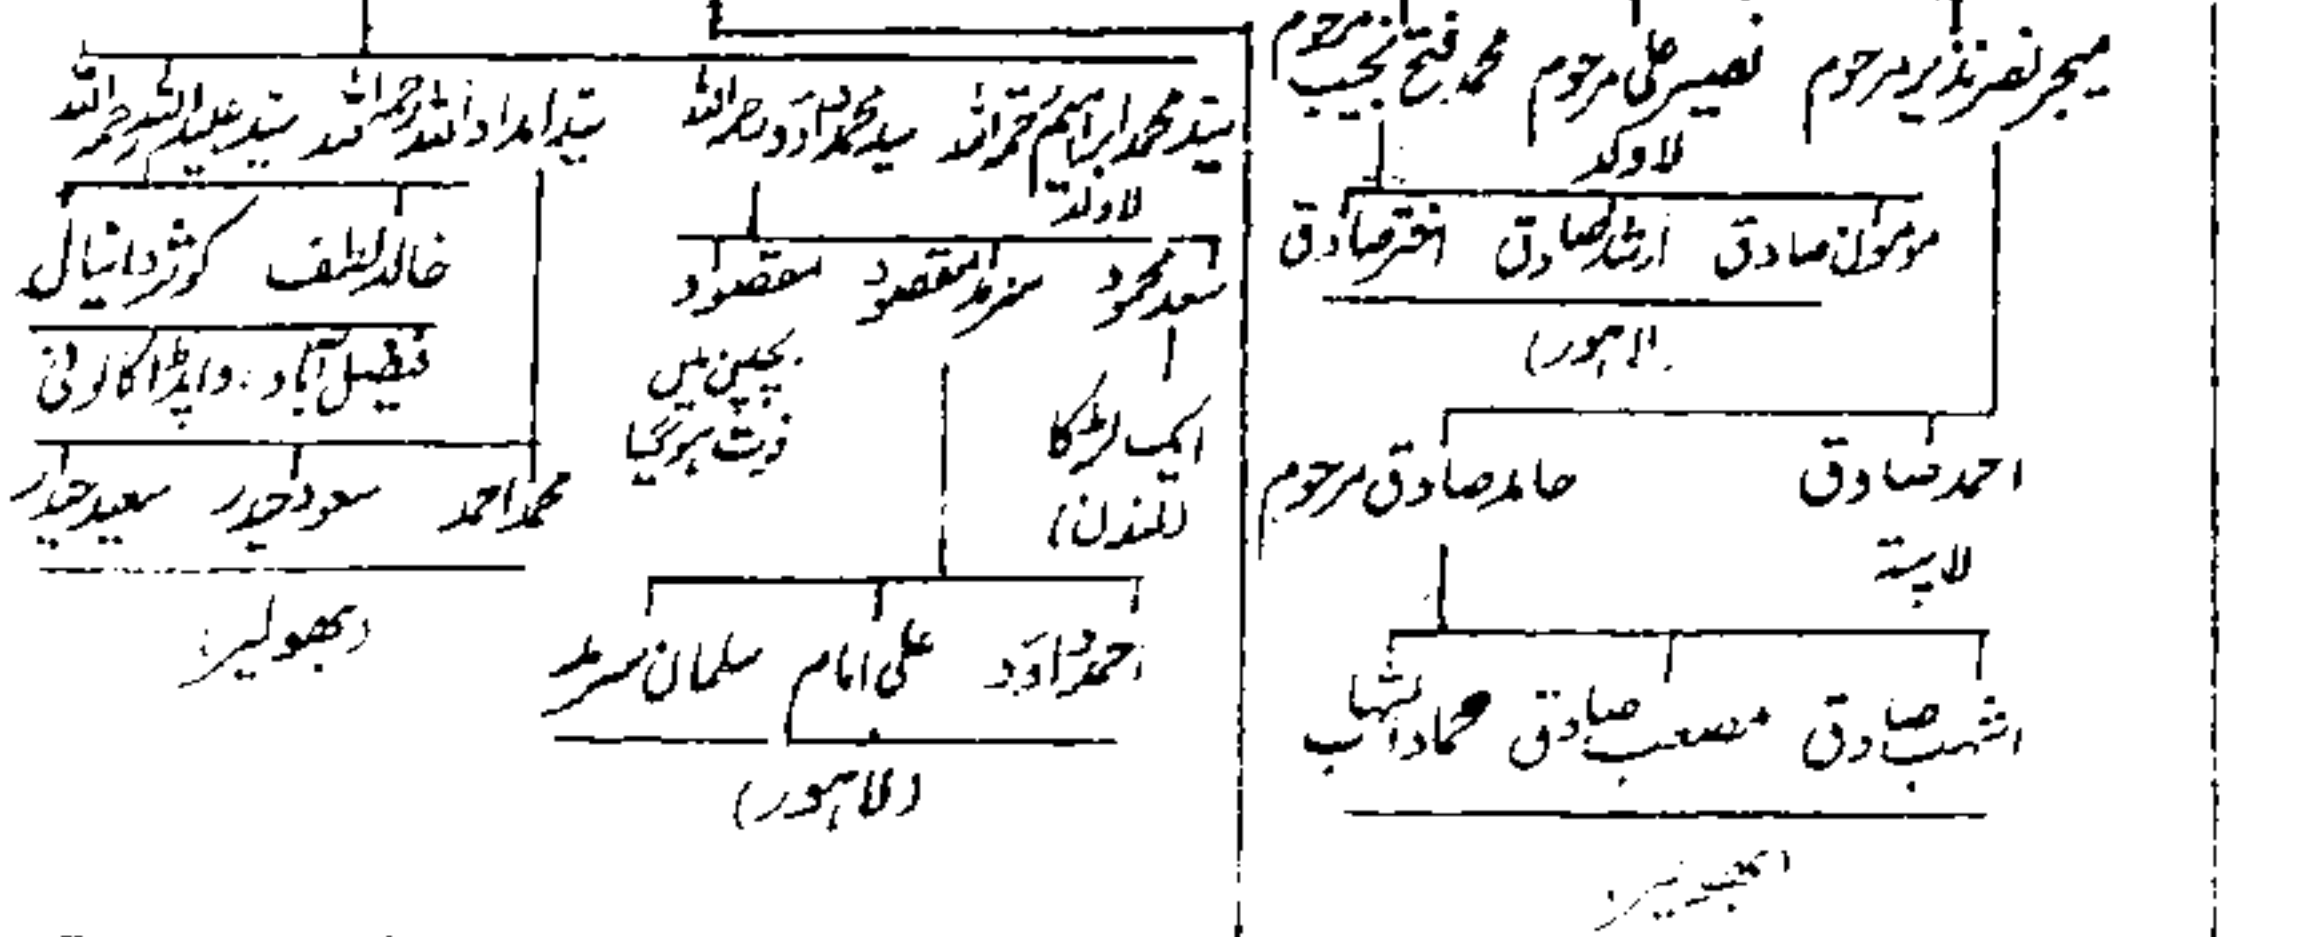 میجر نصر نذیر مرحوم
نصیر علی مرحوم
لاولد
محمد فتح نجیب مرحوم
مومون صادق ارشد صادق اختر صادق
(لاہور)
احمد صادق
لاپتہ
حامد صادق مرحوم
اشہب صادق مصعب صادق حماد اشہب
سید محمد ابراہیم رحمہ اللہ
لاولد
سید محمد داؤد رحمہ اللہ
سید امداد اللہ رحمہ اللہ
سید عبید اللہ رحمہ اللہ
سعد محمود سرمد مقصود مقصود
ایک لڑکا
(لندن)
بچپن میں
فوت ہو گیا
احمد داؤد علی امام سلمان سرمد
(لاہور)
خالد لطف کوثر دانیال
فیصل آباد، واپڈا کالونی
محمد احمد سعود حیدر سعید حیدر